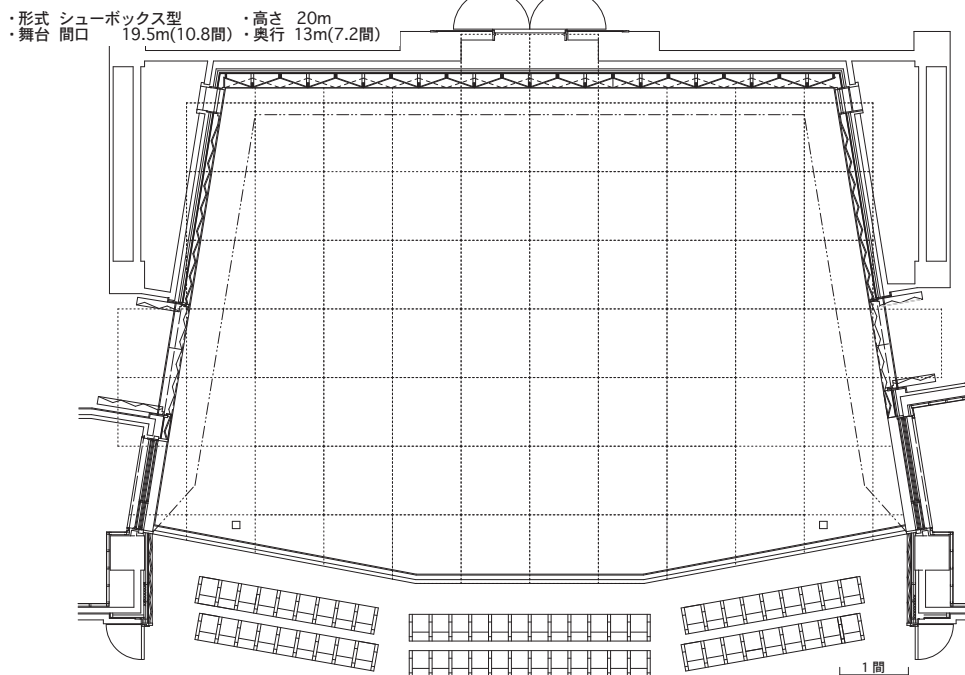 ・形式 シューボックス型 ・高さ 20m
・舞台 間口 19.5m(10.8間) ・奥行 13m(7.2間)
1間